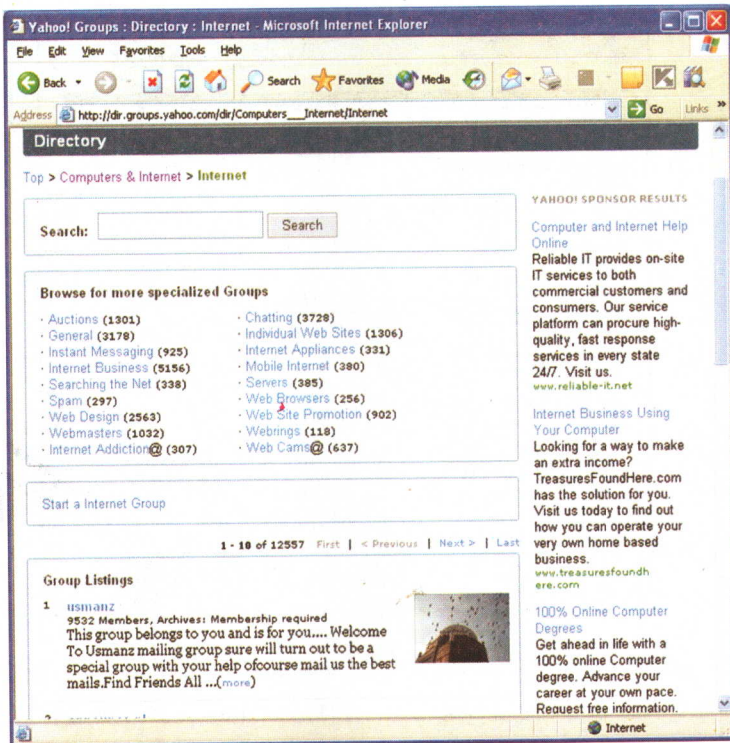 Yahoo! Groups : Directory : Internet - Microsoft Internet Explorer
File Edit View Favorites Tools Help
Back Search Favorites Media
Address http://dir.groups.yahoo.com/dir/Computers___Internet/Internet Go Links »
Directory
Top > Computers & Internet > Internet
Search: Search
Browse for more specialized Groups
· Auctions (1301)
· General (3178)
· Instant Messaging (925)
· Internet Business (5156)
· Searching the Net (338)
· Spam (297)
· Web Design (2563)
· Webmasters (1032)
· Internet Addiction@ (307)
· Chatting (3728)
· Individual Web Sites (1306)
· Internet Appliances (331)
· Mobile Internet (380)
· Servers (385)
· Web Browsers (256)
· Web Site Promotion (902)
· Webrings (118)
· Web Cams@ (637)
Start a Internet Group
1 - 10 of 12557 First | < Previous | Next > | Last
Group Listings
1 usmanz
9532 Members, Archives: Membership required
This group belongs to you and is for you.... Welcome
To Usmanz mailing group sure will turn out to be a
special group with your help ofcourse mail us the best
mails.Find Friends All ...(more)
YAHOO! SPONSOR RESULTS
Computer and Internet Help
Online
Reliable IT provides on-site
IT services to both
commercial customers and
consumers. Our service
platform can procure high-
quality, fast response
services in every state
24/7. Visit us.
www.reliable-it.net
Internet Business Using
Your Computer
Looking for a way to make
an extra income?
TreasuresFoundHere.com
has the solution for you.
Visit us today to find out
how you can operate your
very own home based
business.
www.treasuresfoundh
ere.com
100% Online Computer
Degrees
Get ahead in life with a
100% online Computer
degree. Advance your
career at your own pace.
Request free information.
Internet